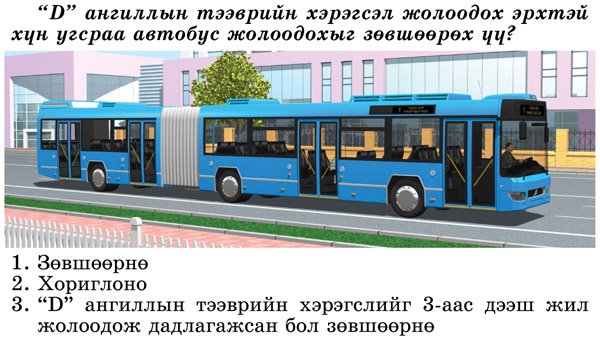 “D” ангиллын тээврийн хэрэгсэл жолоодох эрхтэй
хүн угсраа автобус жолоодохыг зөвшөөрөх үү?
1. Зөвшөөрнө
2. Хориглоно
3. “D” ангиллын тээврийн хэрэгслийг 3-аас дээш жил
жолоодож дадлагажсан бол зөвшөөрнө